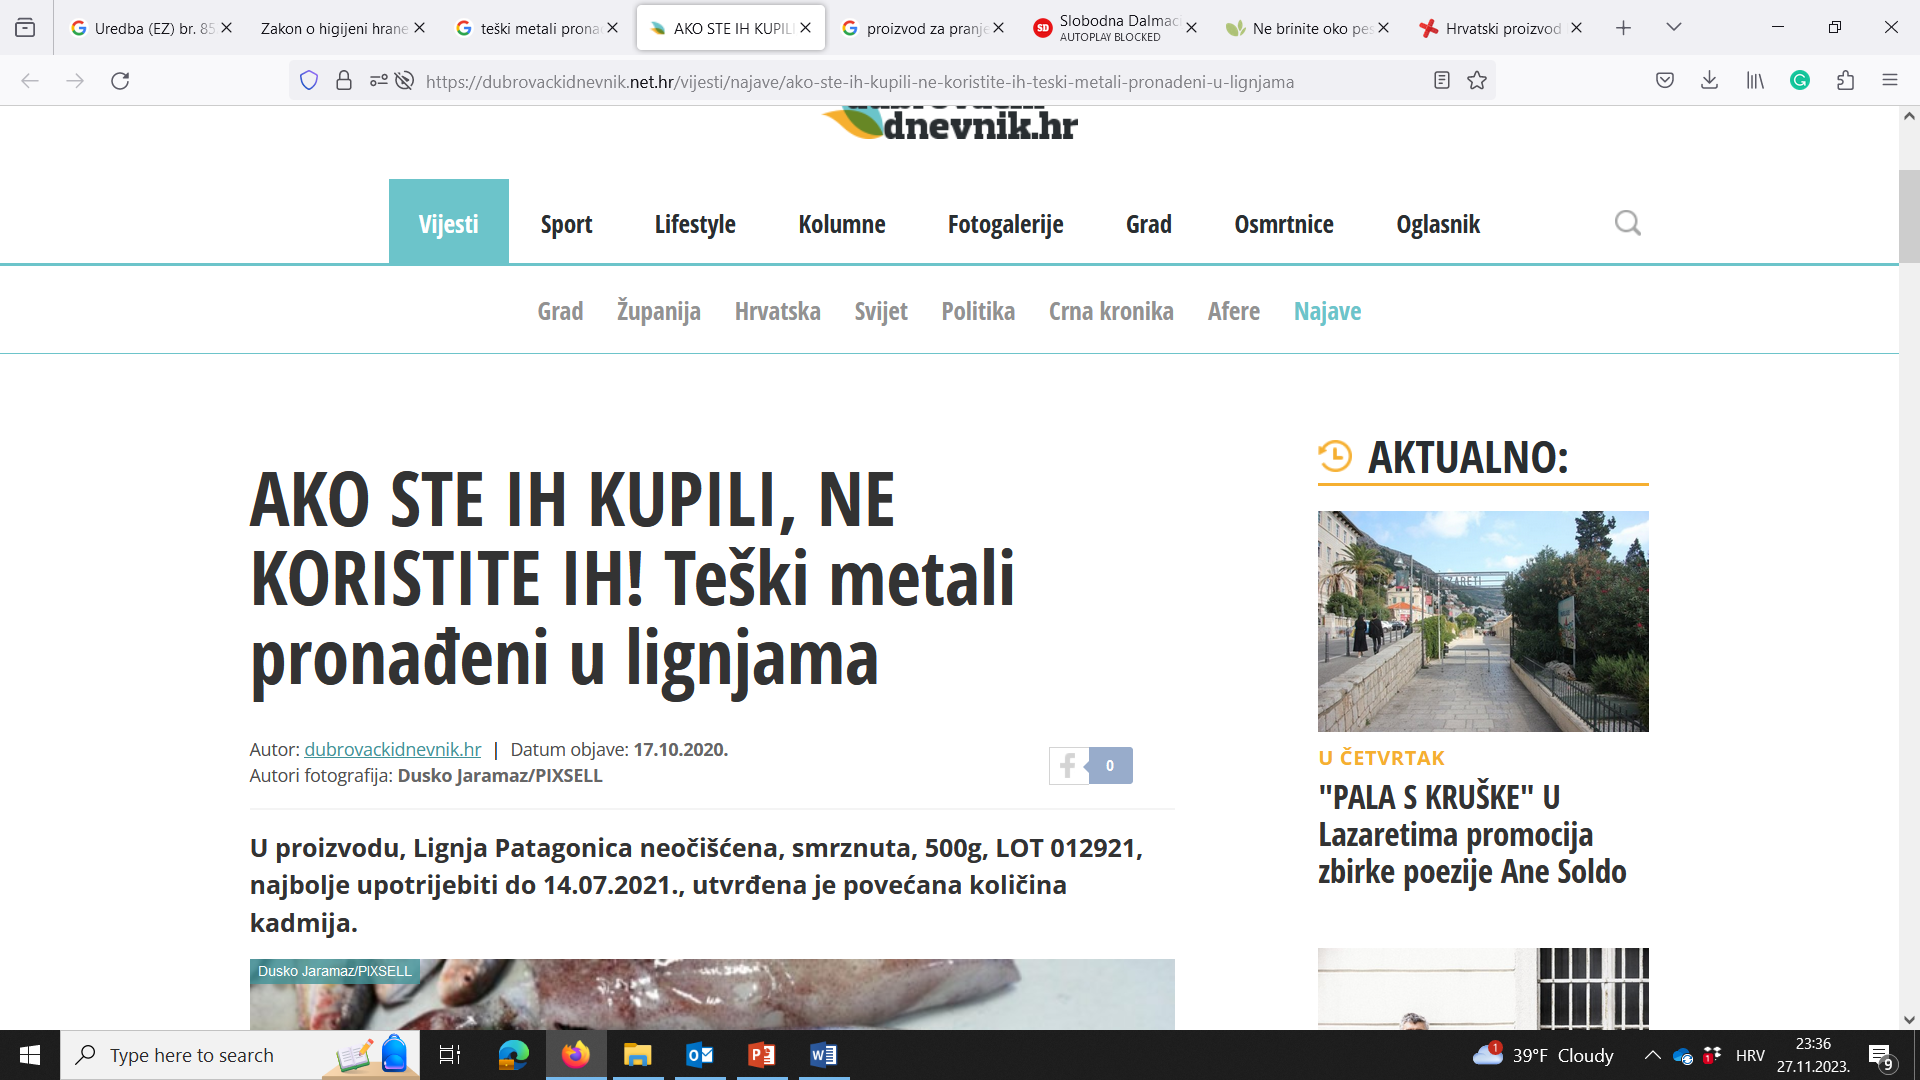 Uredba (EZ) br. 85
Zakon o higijeni hrane
teški metali prona
AKO STE IH KUPIL
proizvod za pranje
Slobodna Dalmac
AUTOPLAY BLOCKED
Ne brinite oko pes
Hrvatski proizvod
https://dubrovackidnevnik.net.hr/vijesti/najave/ako-ste-ih-kupili-ne-koristite-ih-teski-metali-pronadeni-u-lignjama
dnevnik.hr
Vijesti Sport Lifestyle Kolumne Fotogalerije Grad Osmrtnice Oglasnik
Grad Županija Hrvatska Svijet Politika Crna kronika Afere Najave
AKO STE IH KUPILI, NE
KORISTITE IH! Teški metali
pronađeni u lignjama
Autor: dubrovackidnevnik.hr | Datum objave: 17.10.2020.
Autori fotografija: Dusko Jaramaz/PIXSELL
0
U proizvodu, Lignja Patagonica neočišćena, smrznuta, 500g, LOT 012921,
najbolje upotrijebiti do 14.07.2021., utvrđena je povećana količina
kadmija.
Dusko Jaramaz/PIXSELL
AKTUALNO:
U ČETVRTAK
"PALA S KRUŠKE" U
Lazaretima promocija
zbirke poezije Ane Soldo
Type here to search
39°F Cloudy
HRV
23:36
27.11.2023.
9